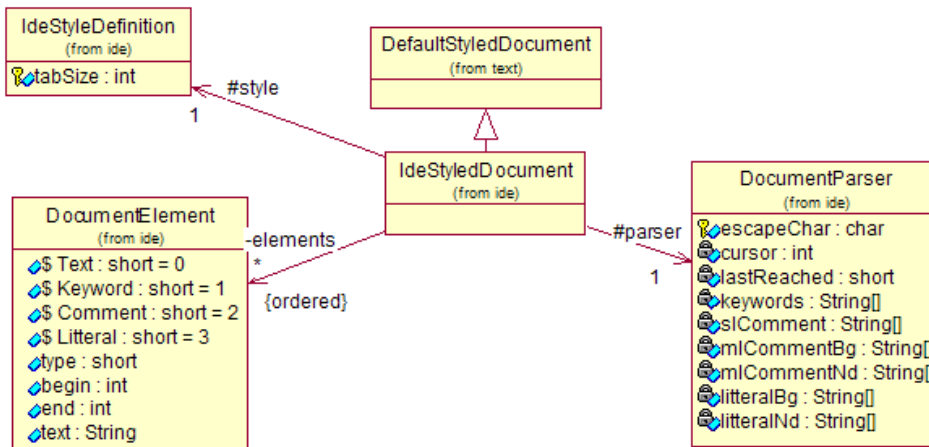 IdeStyleDefinition
(from ide)
tabSize : int
DefaultStyledDocument
(from text)
#style
1
IdeStyledDocument
(from ide)
DocumentParser
(from ide)
escapeChar : char
cursor : int
lastReached : short
keywords : String[]
slComment : String[]
mlCommentBg : String[]
mlCommentNd : String[]
litteralBg : String[]
litteralNd : String[]
#parser
1
-elements
*
{ordered}
DocumentElement
(from ide)
$ Text : short = 0
$ Keyword : short = 1
$ Comment : short = 2
$ Litteral : short = 3
type : short
begin : int
end : int
text : String